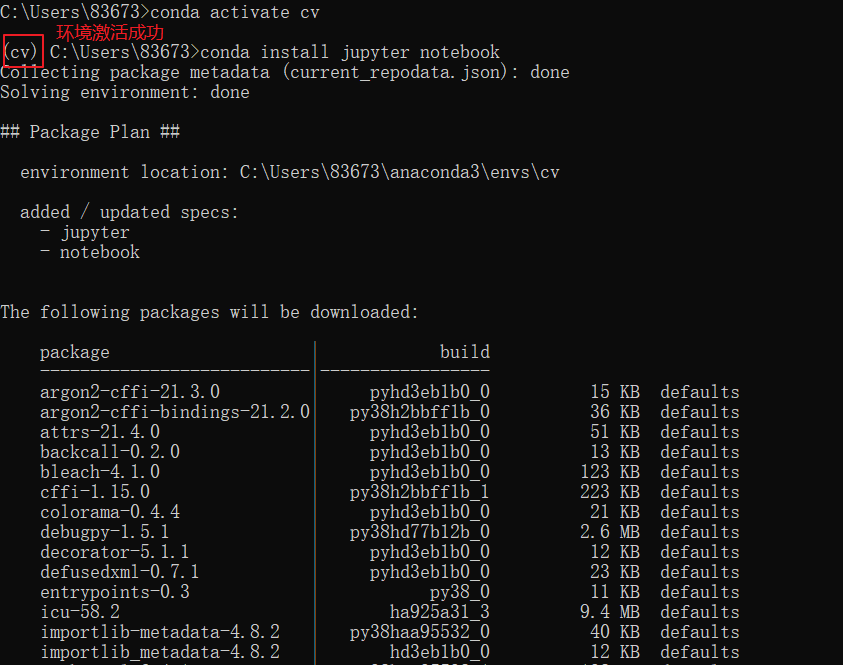 C:\Users\83673>conda activate cv
环境激活成功
(cv) C:\Users\83673>conda install jupyter notebook
Collecting package metadata (current_repodata.json): done
Solving environment: done
## Package Plan ##
environment location: C:\Users\83673\anaconda3\envs\cv
added / updated specs:
- jupyter
- notebook
The following packages will be downloaded:
package | build
---------------------------|-----------------
argon2-cffi-21.3.0 | pyhd3eb1b0_0 15 KB defaults
argon2-cffi-bindings-21.2.0| py38h2bbff1b_0 36 KB defaults
attrs-21.4.0 | pyhd3eb1b0_0 51 KB defaults
backcall-0.2.0 | pyhd3eb1b0_0 13 KB defaults
bleach-4.1.0 | pyhd3eb1b0_0 123 KB defaults
cffi-1.15.0 | py38h2bbff1b_1 223 KB defaults
colorama-0.4.4 | pyhd3eb1b0_0 21 KB defaults
debugpy-1.5.1 | py38hd77b12b_0 2.6 MB defaults
decorator-5.1.1 | pyhd3eb1b0_0 12 KB defaults
defusedxml-0.7.1 | pyhd3eb1b0_0 23 KB defaults
entrypoints-0.3 | py38_0 11 KB defaults
icu-58.2 | ha925a31_3 9.4 MB defaults
importlib-metadata-4.8.2 | py38haa95532_0 40 KB defaults
importlib_metadata-4.8.2 | hd3eb1b0_0 12 KB defaults